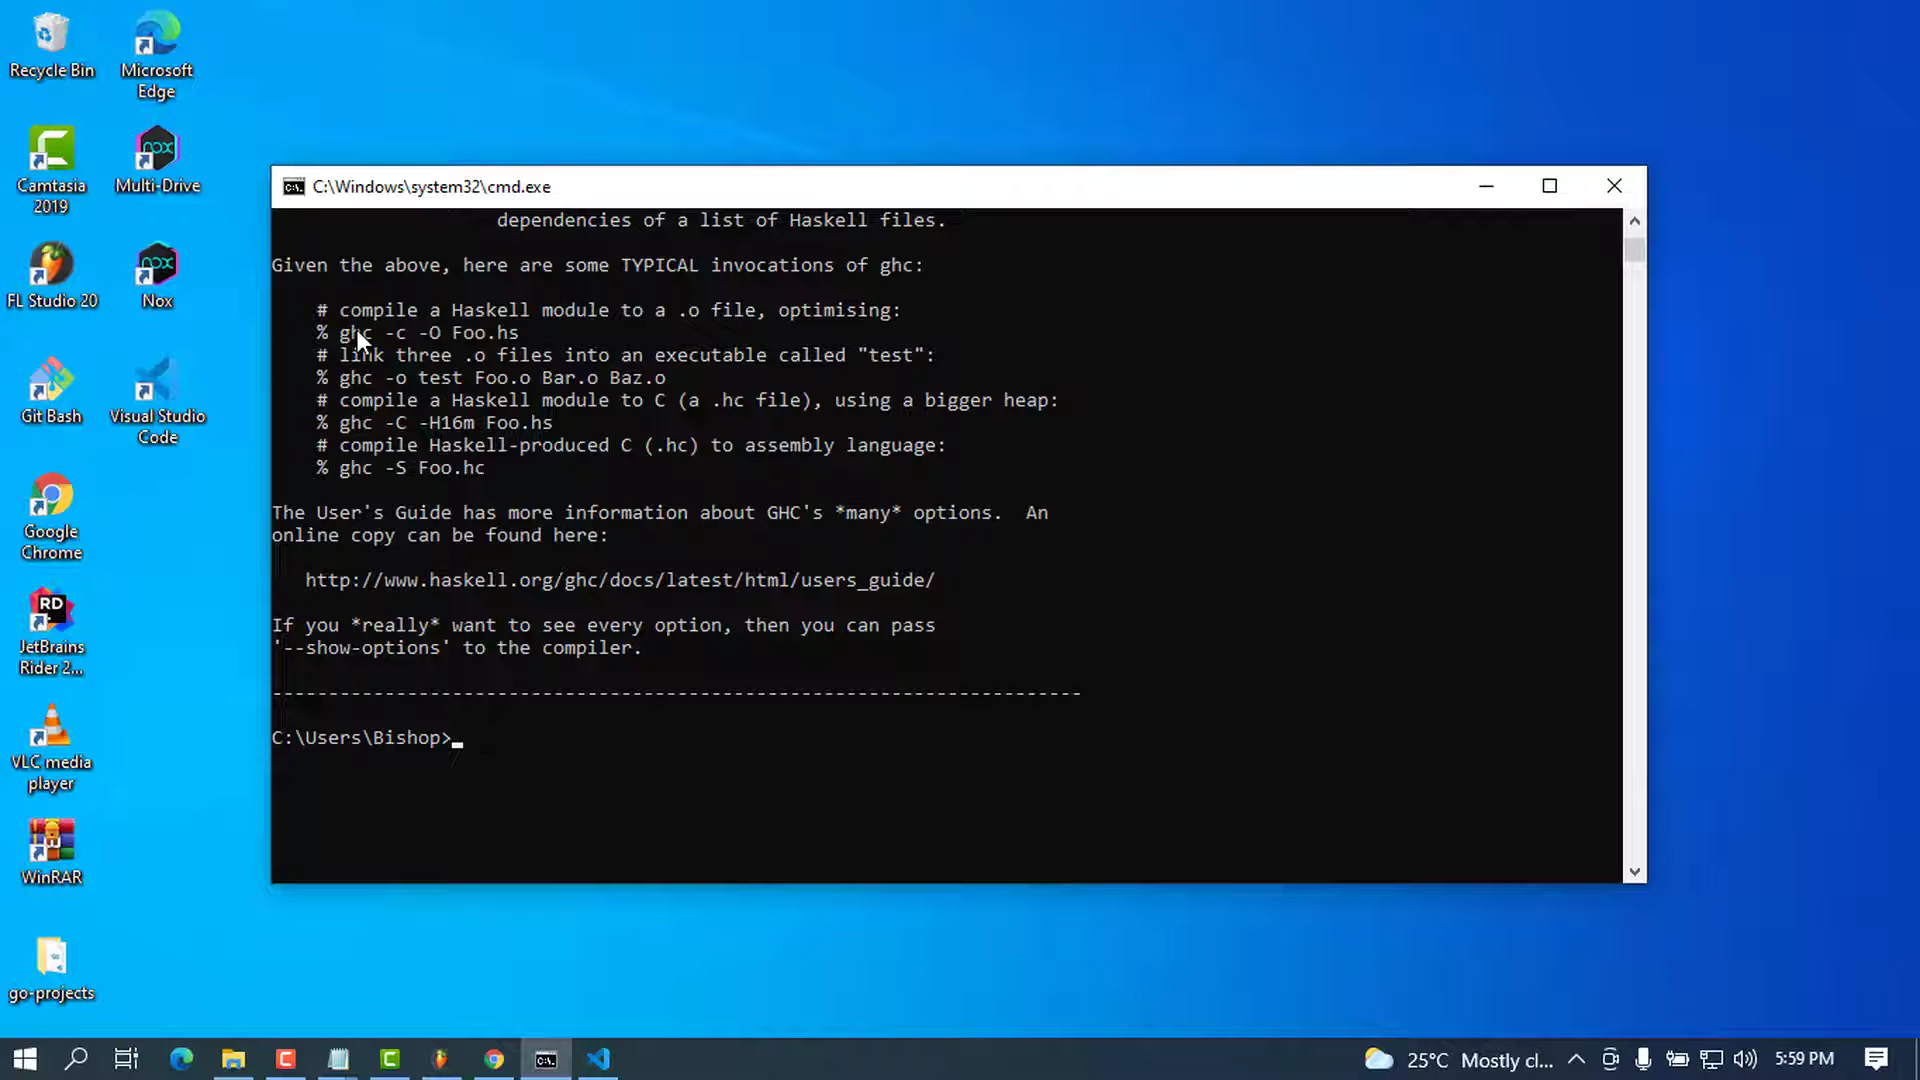 Recycle Bin
Microsoft
Edge
Camtasia
2019
Multi-Drive
FL Studio 20
Nox
Git Bash
Visual Studio
Code
Google
Chrome
JetBrains
Rider 2...
VLC media
player
WinRAR
go-projects
C:\Windows\system32\cmd.exe
dependencies of a list of Haskell files.
Given the above, here are some TYPICAL invocations of ghc:
# compile a Haskell module to a .o file, optimising:
% ghc -c -O Foo.hs
# link three .o files into an executable called "test":
% ghc -o test Foo.o Bar.o Baz.o
# compile a Haskell module to C (a .hc file), using a bigger heap:
% ghc -C -H16m Foo.hs
# compile Haskell-produced C (.hc) to assembly language:
% ghc -S Foo.hc
The User's Guide has more information about GHC's *many* options.  An
online copy can be found here:
http://www.haskell.org/ghc/docs/latest/html/users_guide/
If you *really* want to see every option, then you can pass
'--show-options' to the compiler.
------------------------------------------------------------------------
C:\Users\Bishop>_
25°C Mostly cl...
5:59 PM